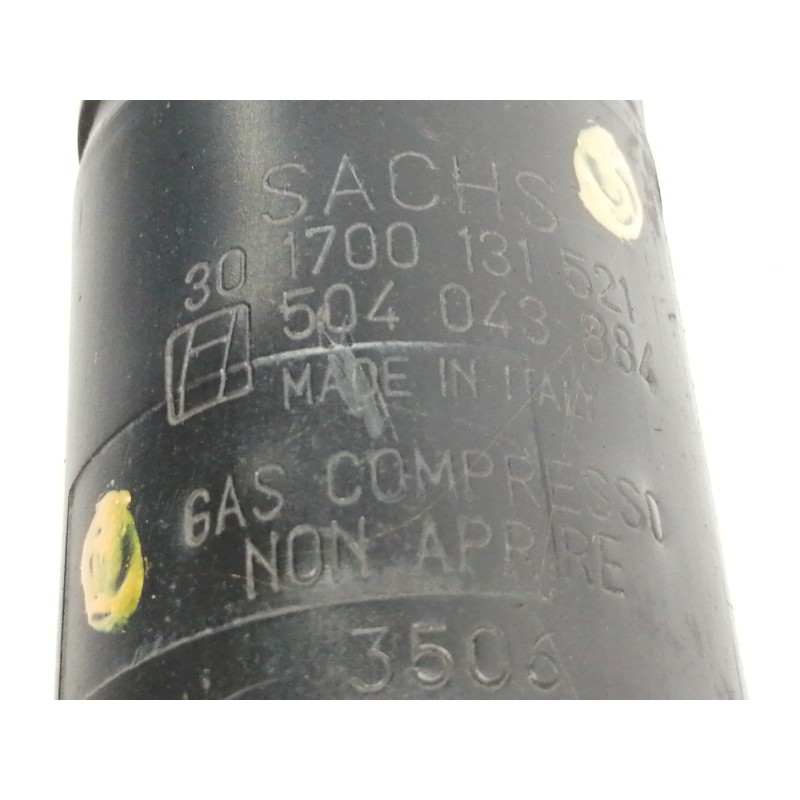 SACHS
30 1700 131 521
504 043 884
MADE IN ITALY
GAS COMPRESSO
NON APRIRE
3506